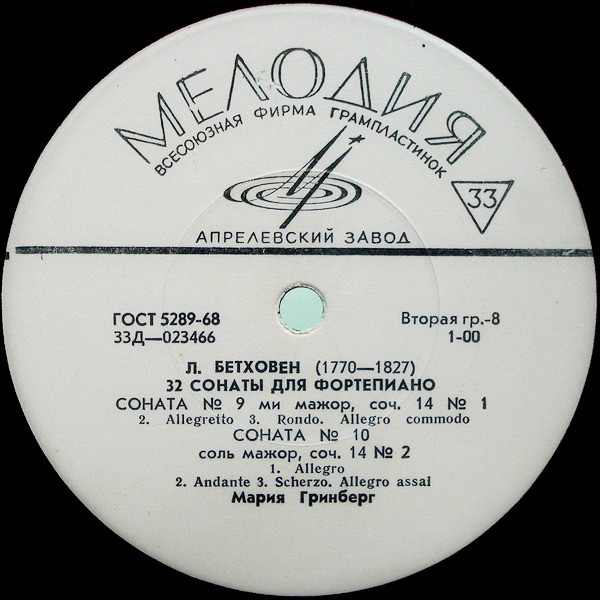 МЕЛОДИЯ
ВСЕСОЮЗНАЯ ФИРМА ГРАМПЛАСТИНОК
33
АПРЕЛЕВСКИЙ ЗАВОД
ГОСТ 5289-68 Вторая гр.-8
33Д—023466 1-00
Л. БЕТХОВЕН (1770—1827)
32 СОНАТЫ ДЛЯ ФОРТЕПИАНО
СОНАТА № 9 ми мажор, соч. 14 № 1
2. Allegretto 3. Rondo. Allegro commodo
СОНАТА № 10
соль мажор, соч. 14 № 2
1. Allegro
2. Andante 3. Scherzo. Allegro assai
Мария Гринберг